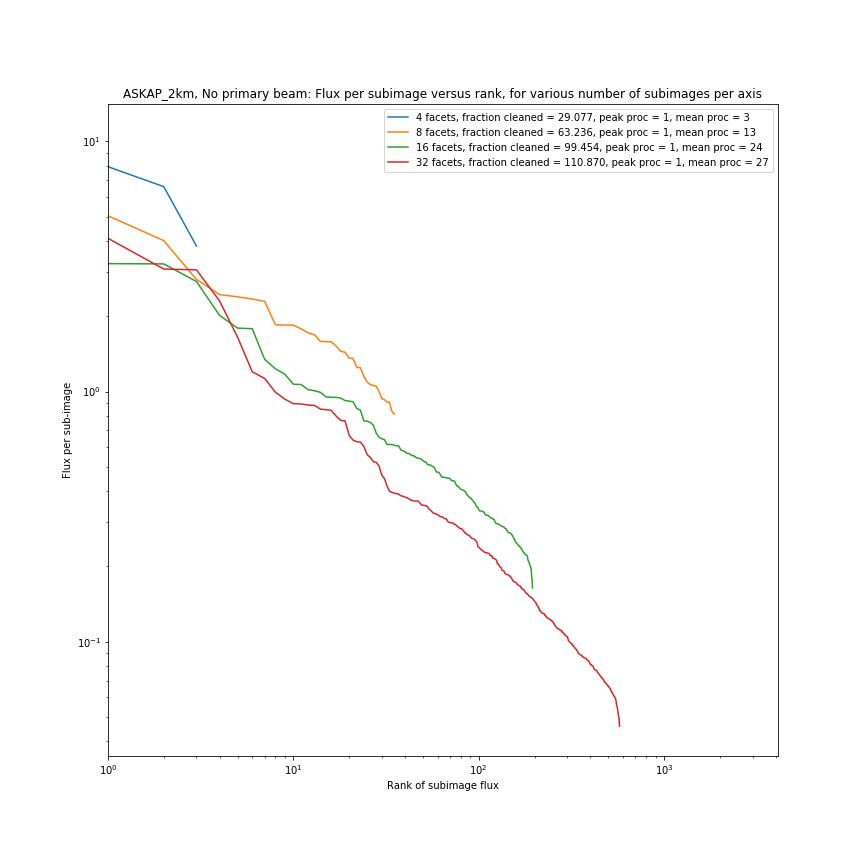 ASKAP_2km, No primary beam: Flux per subimage versus rank, for various number of subimages per axis
4 facets, fraction cleaned = 29.077, peak proc = 1, mean proc = 3
8 facets, fraction cleaned = 63.236, peak proc = 1, mean proc = 13
16 facets, fraction cleaned = 99.454, peak proc = 1, mean proc = 24
32 facets, fraction cleaned = 110.870, peak proc = 1, mean proc = 27
10¹
10⁰
10⁻¹
Flux per sub-image
10⁰ 10¹ 10² 10³
Rank of subimage flux